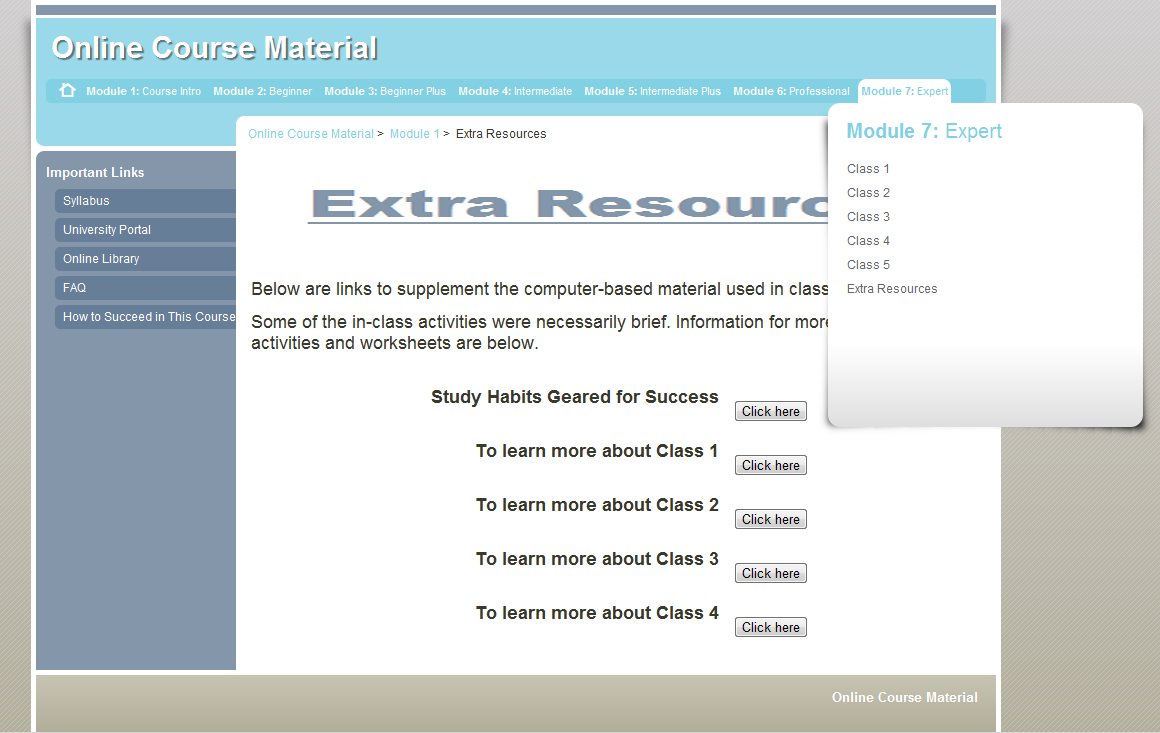 Online Course Material
Module 1: Course Intro Module 2: Beginner Module 3: Beginner Plus Module 4: Intermediate Module 5: Intermediate Plus Module 6: Professional Module 7: Expert
Online Course Material > Module 1 > Extra Resources
Important Links
Syllabus
University Portal
Online Library
FAQ
How to Succeed in This Course
Extra Resourc
Below are links to supplement the computer-based material used in class
Some of the in-class activities were necessarily brief. Information for more
activities and worksheets are below.
Study Habits Geared for Success
Click here
To learn more about Class 1
Click here
To learn more about Class 2
Click here
To learn more about Class 3
Click here
To learn more about Class 4
Click here
Module 7: Expert
Class 1
Class 2
Class 3
Class 4
Class 5
Extra Resources
Online Course Material